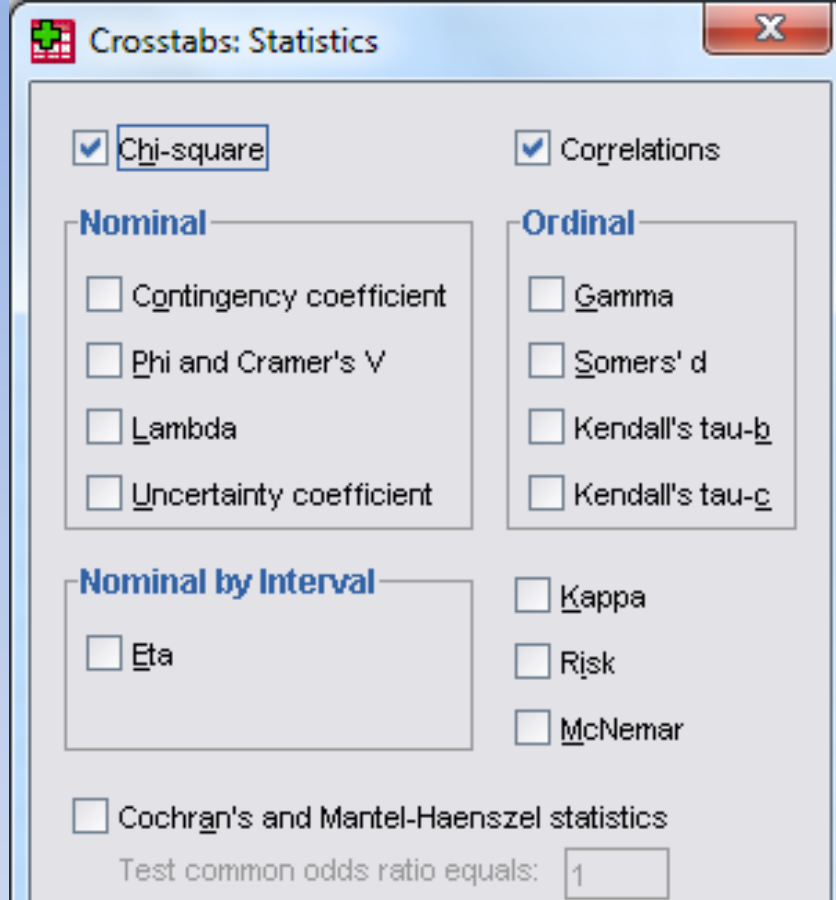 Crosstabs: Statistics
Chi-square
Correlations
Nominal
Contingency coefficient
Phi and Cramer's V
Lambda
Uncertainty coefficient
Ordinal
Gamma
Somers' d
Kendall's tau-b
Kendall's tau-c
Nominal by Interval
Eta
Kappa
Risk
McNemar
Cochran's and Mantel-Haenszel statistics
Test common odds ratio equals: 1